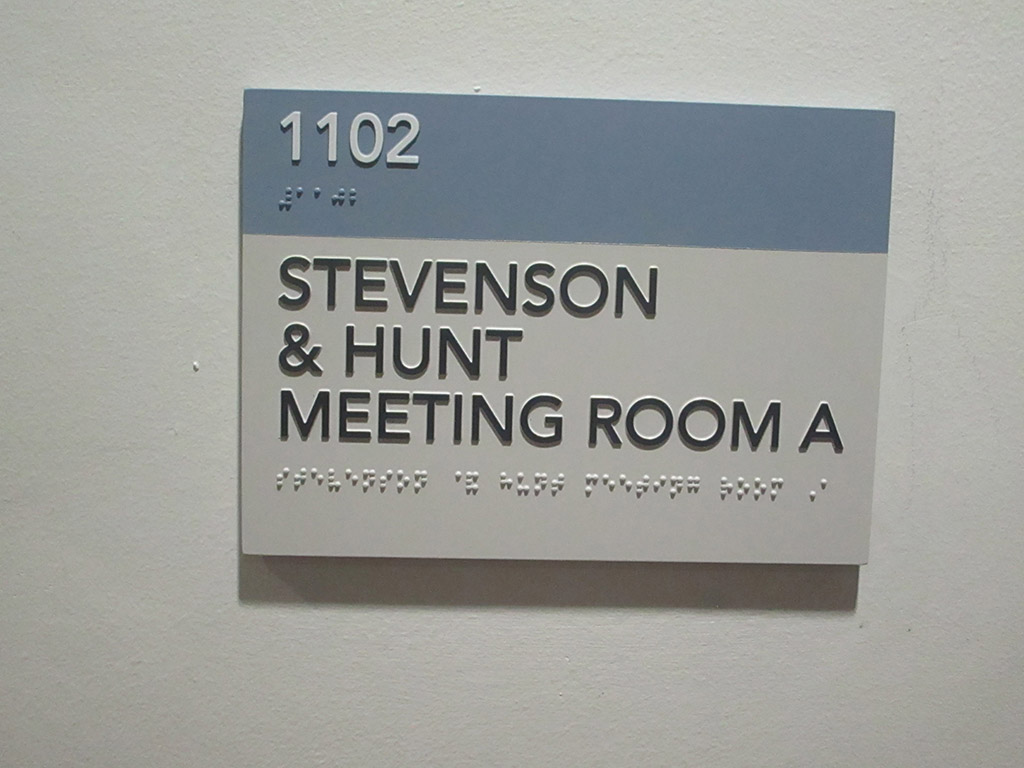 1102
STEVENSON
& HUNT
MEETING ROOM A